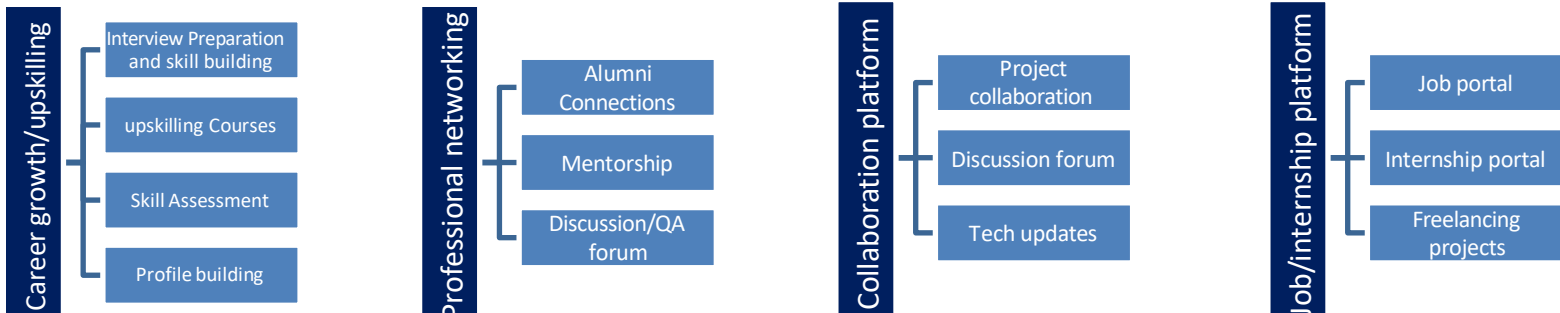 Career growth/upskilling
Interview Preparation
and skill building
upskilling Courses
Skill Assessment
Profile building
Professional networking
Alumni
Connections
Mentorship
Discussion/QA
forum
Collaboration platform
Project
collaboration
Discussion forum
Tech updates
Job/internship platform
Job portal
Internship portal
Freelancing
projects